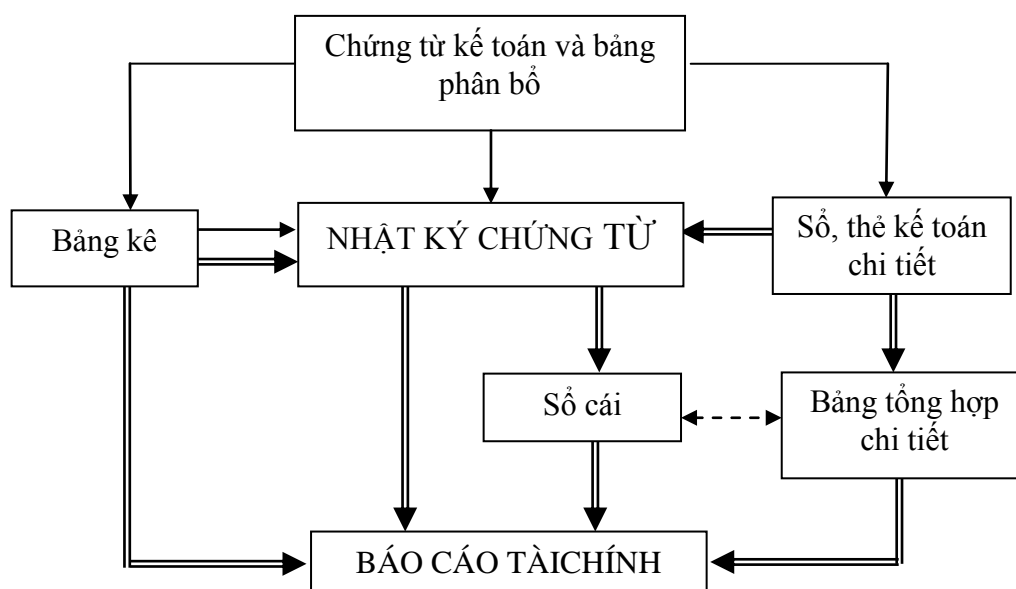 Chứng từ kế toán và bảng
phân bổ
Bảng kê
NHẬT KÝ CHỨNG TỪ
Sổ, thẻ kế toán
chi tiết
Sổ cái
Bảng tổng hợp
chi tiết
BÁO CÁO TÀICHÍNH